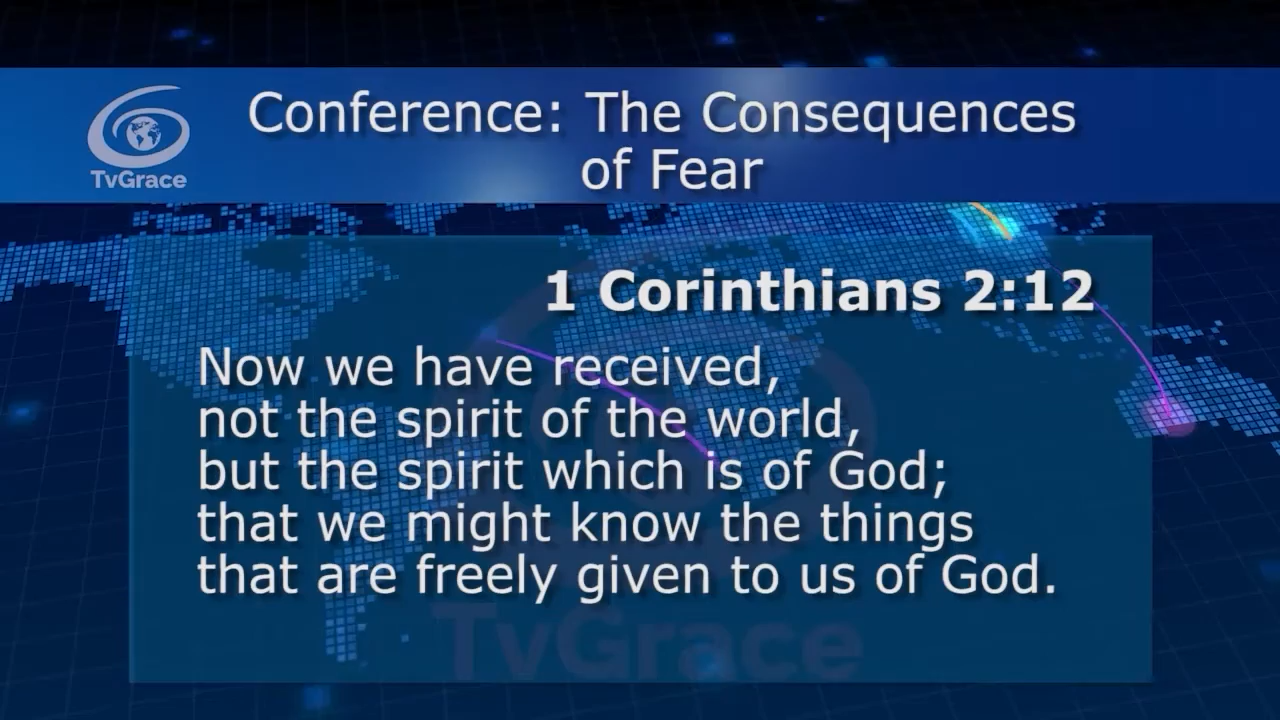 Conference: The Consequences
of Fear
TvGrace
1 Corinthians 2:12
Now we have received,
not the spirit of the world,
but the spirit which is of God;
that we might know the things
that are freely given to us of God.
TvGrace